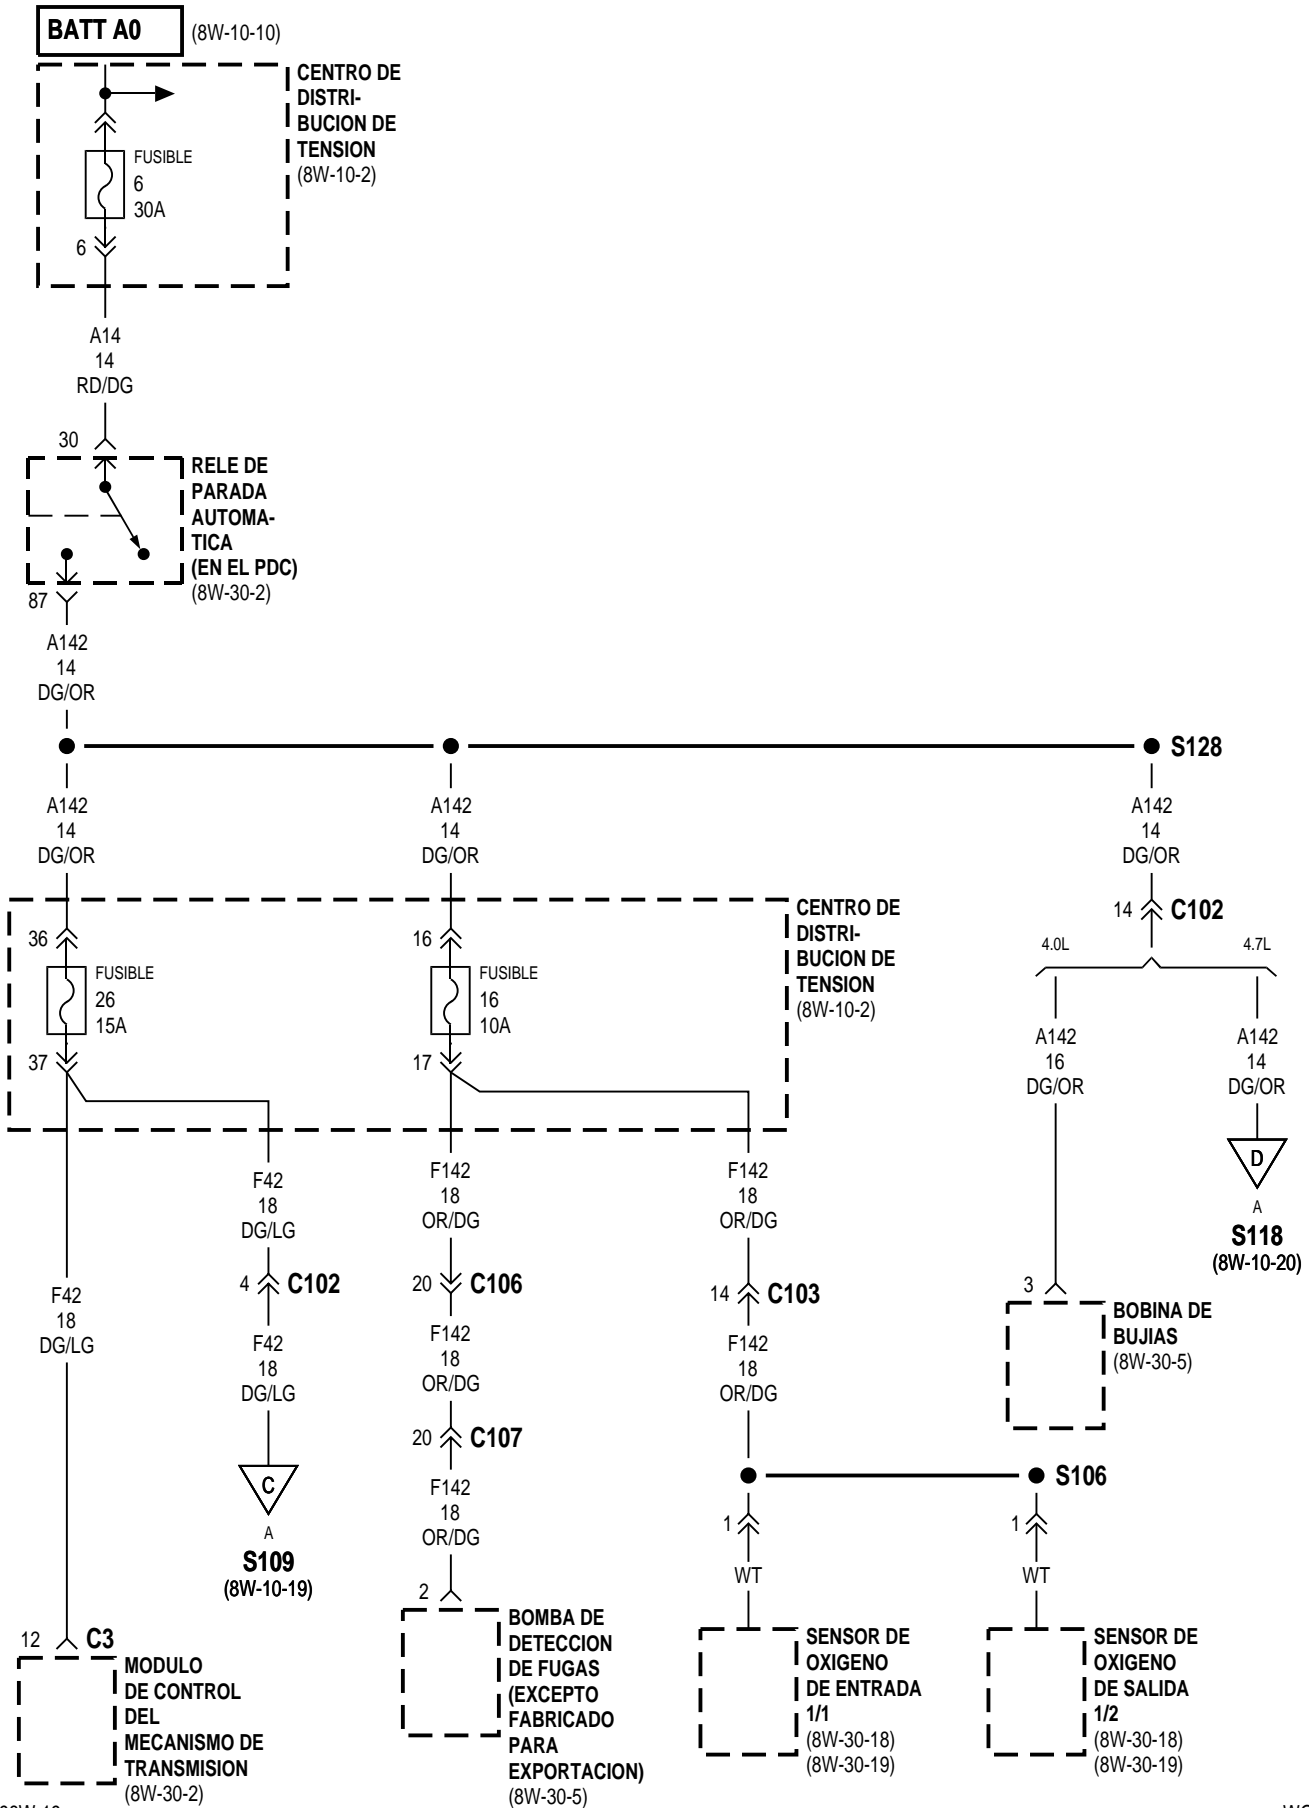 BATT A0 (8W-10-10)
CENTRO DE
DISTRI-
BUCION DE
TENSION
(8W-10-2)
FUSIBLE
6
30A
6
A14
14
RD/DG
30
RELE DE
PARADA
AUTOMA-
TICA
(EN EL PDC)
(8W-30-2)
87
A142
14
DG/OR
S128
A142
14
DG/OR
A142
14
DG/OR
A142
14
DG/OR
14 C102
4.0L 4.7L
CENTRO DE
DISTRI-
BUCION DE
TENSION
(8W-10-2)
36
FUSIBLE
26
15A
37
16
FUSIBLE
16
10A
17
A142
16
DG/OR
A142
14
DG/OR
D
A
S118
(8W-10-20)
3
BOBINA DE
BUJIAS
(8W-30-5)
F42
18
DG/LG
F42
18
DG/LG
4 C102
F42
18
DG/LG
C
A
S109
(8W-10-19)
F142
18
OR/DG
20 C106
F142
18
OR/DG
20 C107
F142
18
OR/DG
2
F142
18
OR/DG
14 C103
F142
18
OR/DG
S106
1
WT
1
WT
12 C3
MODULO
DE CONTROL
DEL
MECANISMO DE
TRANSMISION
(8W-30-2)
BOMBA DE
DETECCION
DE FUGAS
(EXCEPTO
FABRICADO
PARA
EXPORTACION)
(8W-30-5)
SENSOR DE
OXIGENO
DE ENTRADA
1/1
(8W-30-18)
(8W-30-19)
SENSOR DE
OXIGENO
DE SALIDA
1/2
(8W-30-18)
(8W-30-19)